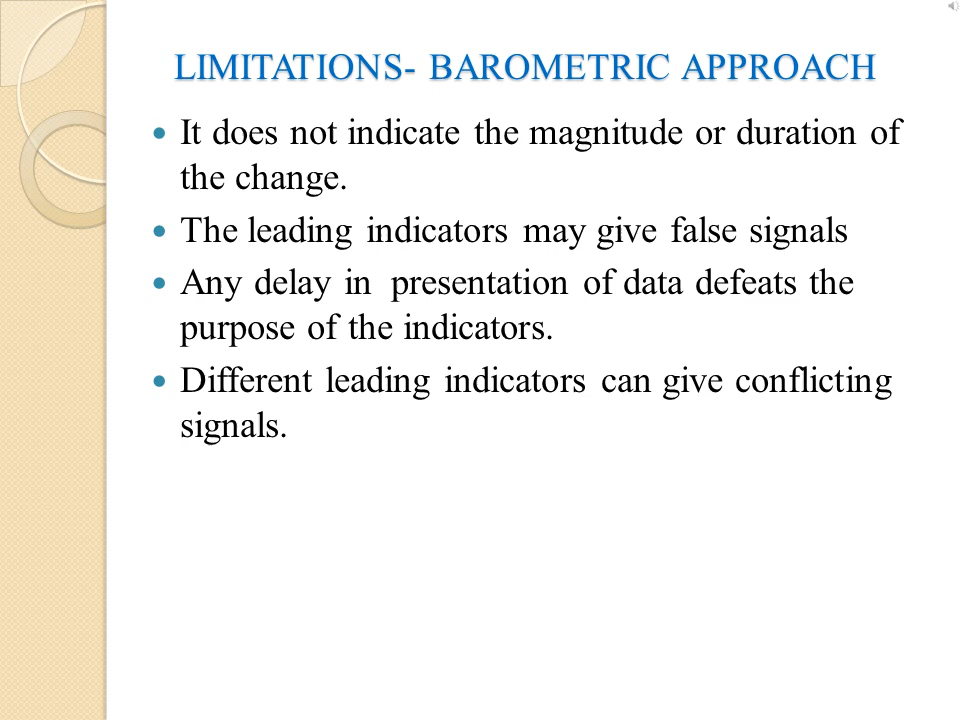 LIMITATIONS- BAROMETRIC APPROACH
• It does not indicate the magnitude or duration of
the change.
• The leading indicators may give false signals
• Any delay in  presentation of data defeats the
purpose of the indicators.
• Different leading indicators can give conflicting
signals.